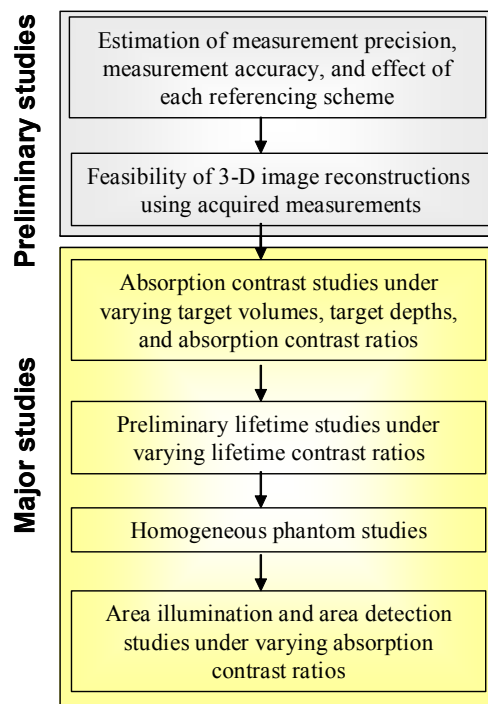 Preliminary studies
Estimation of measurement precision,
measurement accuracy, and effect of
each referencing scheme
Feasibility of 3-D image reconstructions
using acquired measurements
Major studies
Absorption contrast studies under
varying target volumes, target depths,
and absorption contrast ratios
Preliminary lifetime studies under
varying lifetime contrast ratios
Homogeneous phantom studies
Area illumination and area detection
studies under varying absorption
contrast ratios